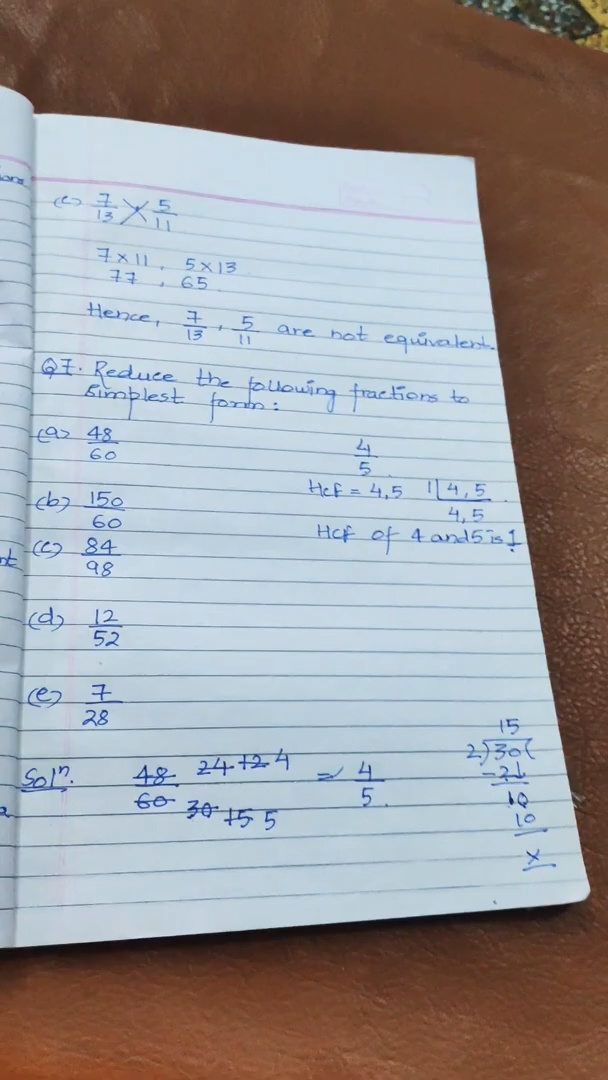 ions
(c) 7/13 × 5/11
7×11, 5×13
77, 65
Hence, 7/13, 5/11 are not equivalent.
Q7. Reduce the following fractions to
simplest form:
(a) 48/60
4/5
Hcf = 4,5 1 | 4, 5
4,5
Hcf of 4 and 5 is 1
(b) 150/60
(c) 84/98
(d) 12/52
(e) 7/28
Solⁿ. 48/60 24 12 4 / 30 15 5 = 4/5.
15
2)30(
-2↓
10
10
x